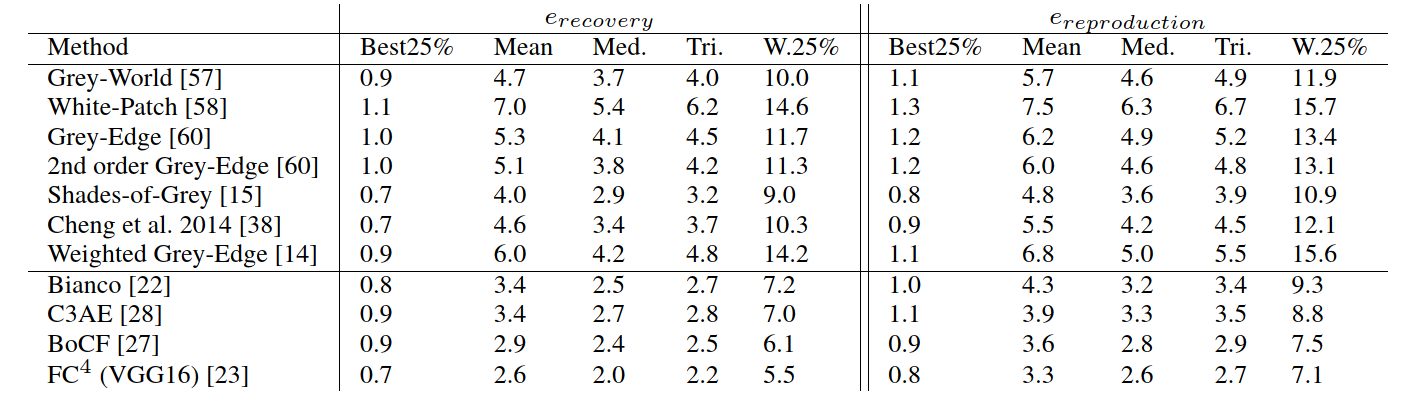 e_recovery e_reproduction
Method Best25% Mean Med. Tri. W.25% Best25% Mean Med. Tri. W.25%
Grey-World [57] 0.9 4.7 3.7 4.0 10.0 1.1 5.7 4.6 4.9 11.9
White-Patch [58] 1.1 7.0 5.4 6.2 14.6 1.3 7.5 6.3 6.7 15.7
Grey-Edge [60] 1.0 5.3 4.1 4.5 11.7 1.2 6.2 4.9 5.2 13.4
2nd order Grey-Edge [60] 1.0 5.1 3.8 4.2 11.3 1.2 6.0 4.6 4.8 13.1
Shades-of-Grey [15] 0.7 4.0 2.9 3.2 9.0 0.8 4.8 3.6 3.9 10.9
Cheng et al. 2014 [38] 0.7 4.6 3.4 3.7 10.3 0.9 5.5 4.2 4.5 12.1
Weighted Grey-Edge [14] 0.9 6.0 4.2 4.8 14.2 1.1 6.8 5.0 5.5 15.6
Bianco [22] 0.8 3.4 2.5 2.7 7.2 1.0 4.3 3.2 3.4 9.3
C3AE [28] 0.9 3.4 2.7 2.8 7.0 1.1 3.9 3.3 3.5 8.8
BoCF [27] 0.9 2.9 2.4 2.5 6.1 0.9 3.6 2.8 2.9 7.5
FC⁴ (VGG16) [23] 0.7 2.6 2.0 2.2 5.5 0.8 3.3 2.6 2.7 7.1